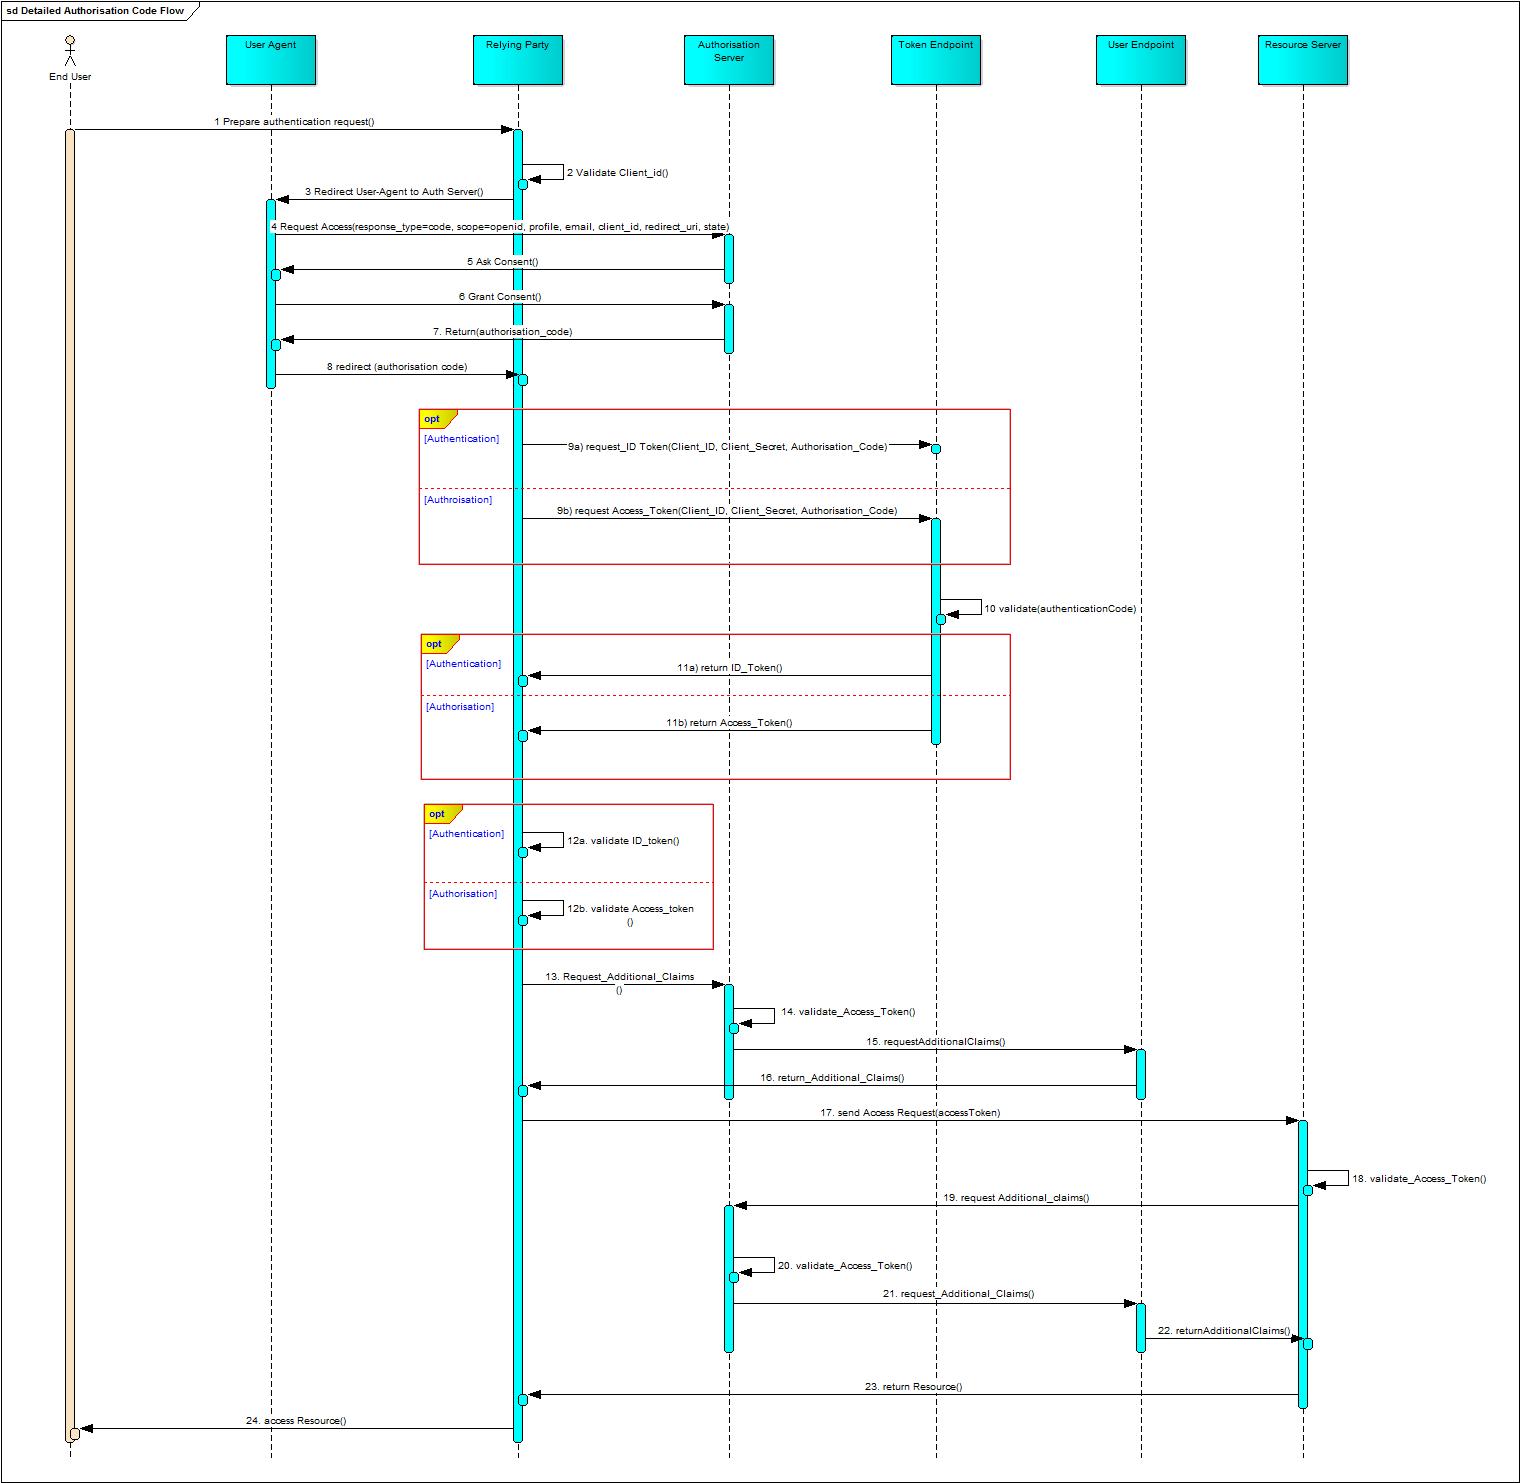 sd Detailed Authorisation Code Flow
End User
User Agent
Relying Party
Authorisation
Server
Token Endpoint
User Endpoint
Resource Server
1 Prepare authentication request()
2 Validate Client_id()
3 Redirect User-Agent to Auth Server()
4 Request Access(response_type=code, scope=openid, profile, email, client_id, redirect_uri, state)
5 Ask Consent()
6 Grant Consent()
7. Return(authorisation_code)
8 redirect (authorisation code)
opt
[Authentication]
9a) request_ID Token(Client_ID, Client_Secret, Authorisation_Code)
[Authroisation]
9b) request Access_Token(Client_ID, Client_Secret, Authorisation_Code)
10 validate(authenticationCode)
opt
[Authentication]
11a) return ID_Token()
[Authorisation]
11b) return Access_Token()
opt
[Authentication]
12a. validate ID_token()
[Authorisation]
12b. validate Access_token
()
13. Request_Additional_Claims
()
14. validate_Access_Token()
15. requestAdditionalClaims()
16. return_Additional_Claims()
17. send Access Request(accessToken)
18. validate_Access_Token()
19. request Additional_claims()
20. validate_Access_Token()
21. request_Additional_Claims()
22. returnAdditionalClaims()
23. return Resource()
24. access Resource()